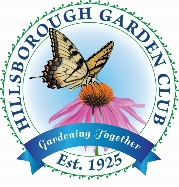 HILLSBOROUGH GARDEN CLUB
Gardening Together
Est. 1925